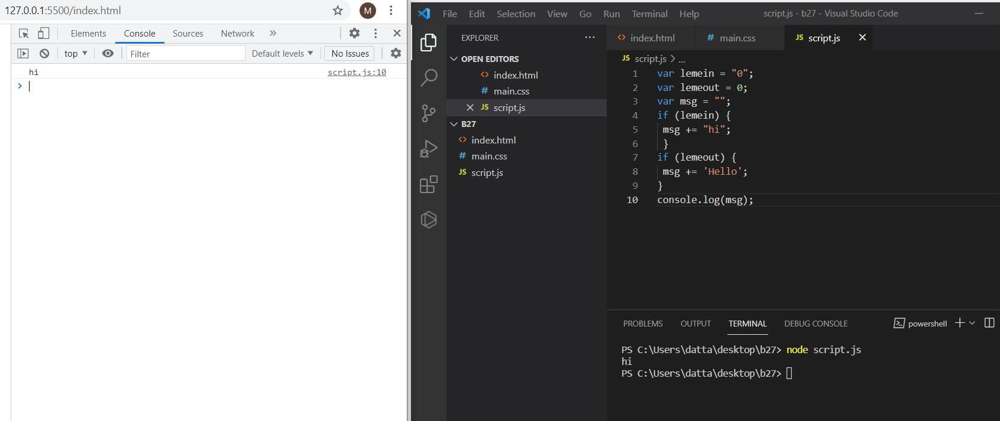 127.0.0.1:5500/index.html
M
Elements Console Sources Network »
top Filter Default levels No Issues
hi script.js:10
>
File Edit Selection View Go Run Terminal Help script.js - b27 - Visual Studio Code
EXPLORER ...
OPEN EDITORS
<> index.html
# main.css
JS script.js
B27
<> index.html
# main.css
JS script.js
<> index.html # main.css JS script.js
JS script.js > ...
1 var lemein = "0";
2 var lemeout = 0;
3 var msg = "";
4 if (lemein) {
5 msg += "hi";
6 }
7 if (lemeout) {
8 msg += 'Hello';
9 }
10 console.log(msg);
PROBLEMS OUTPUT TERMINAL DEBUG CONSOLE powershell
PS C:\Users\datta\desktop\b27> node script.js
hi
PS C:\Users\datta\desktop\b27>